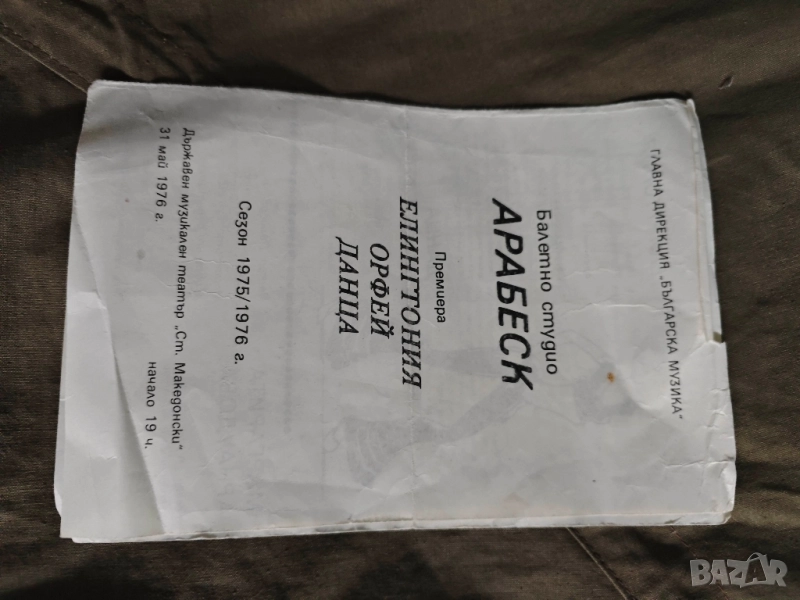 ГЛАВНА ДИРЕКЦИЯ „БЪЛГАРСКА МУЗИКА“
Балетно студио
АРАБЕСК
Премиера
ЕЛИНГТОНИЯ
ОРФЕЙ
ДАНЦА
Сезон 1975/1976 г.
Държавен музикален театър „Ст. Македонски“
31 май 1976 г.
начало 19 ч.
BAZAR